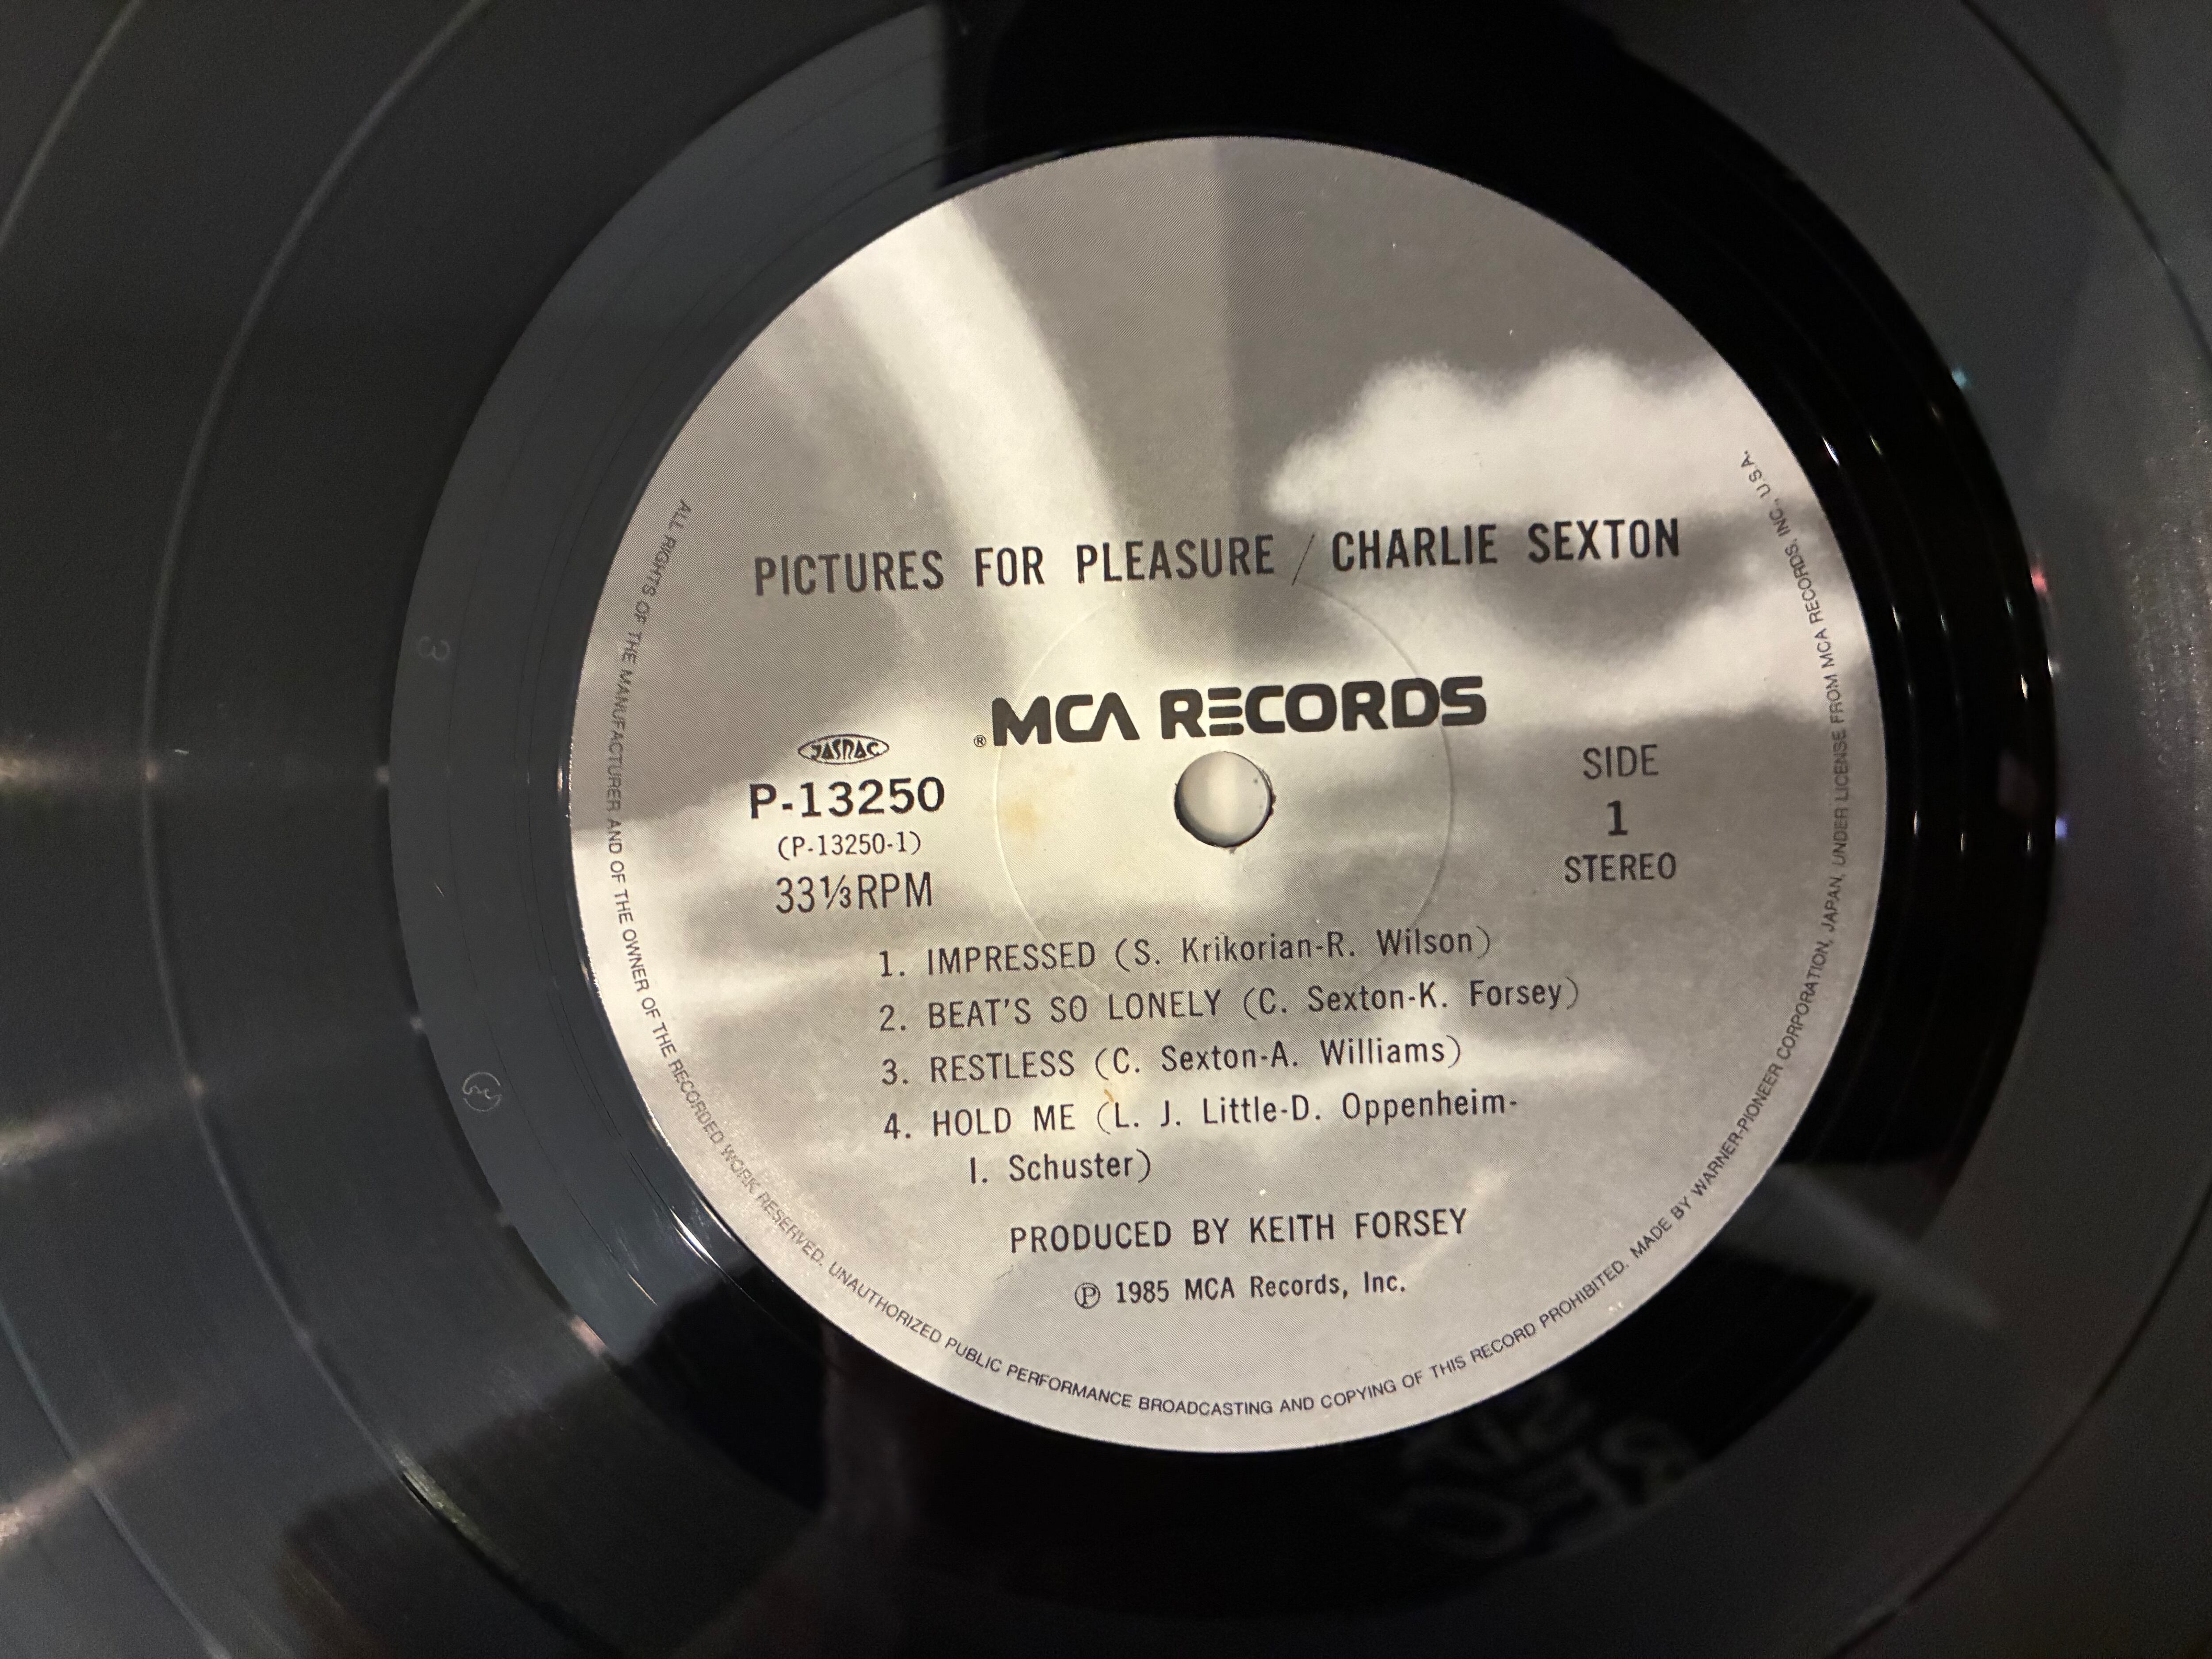 PICTURES FOR PLEASURE / CHARLIE SEXTON
® MCA RECORDS
JASRAC
P-13250
(P-13250-1)
33⅓RPM
SIDE
1
STEREO
1. IMPRESSED (S. Krikorian-R. Wilson)
2. BEAT'S SO LONELY (C. Sexton-K. Forsey)
3. RESTLESS (C. Sexton-A. Williams)
4. HOLD ME (L. J. Little-D. Oppenheim-
I. Schuster)
PRODUCED BY KEITH FORSEY
℗ 1985 MCA Records, Inc.
ALL RIGHTS OF THE MANUFACTURER AND OF THE OWNER OF THE RECORDED WORK RESERVED. UNAUTHORIZED PUBLIC PERFORMANCE BROADCASTING AND COPYING OF THIS RECORD PROHIBITED. MADE BY WARNER-PIONEER CORPORATION, JAPAN, UNDER LICENSE FROM MCA RECORDS, INC., U.S.A.
3